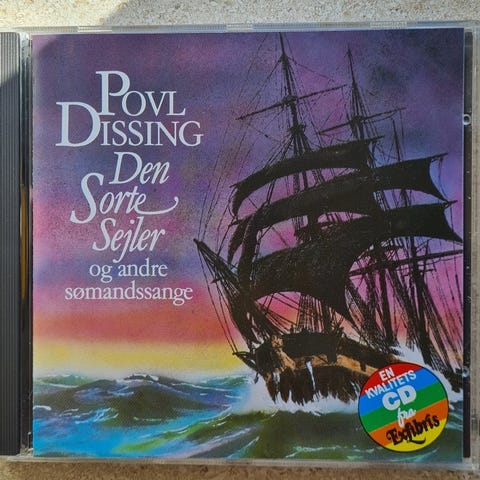 POVL
DISSING
Den
Sorte
Sejler
og andre
sømandssange
EN
KVALITETS
CD
fra
Exlibris